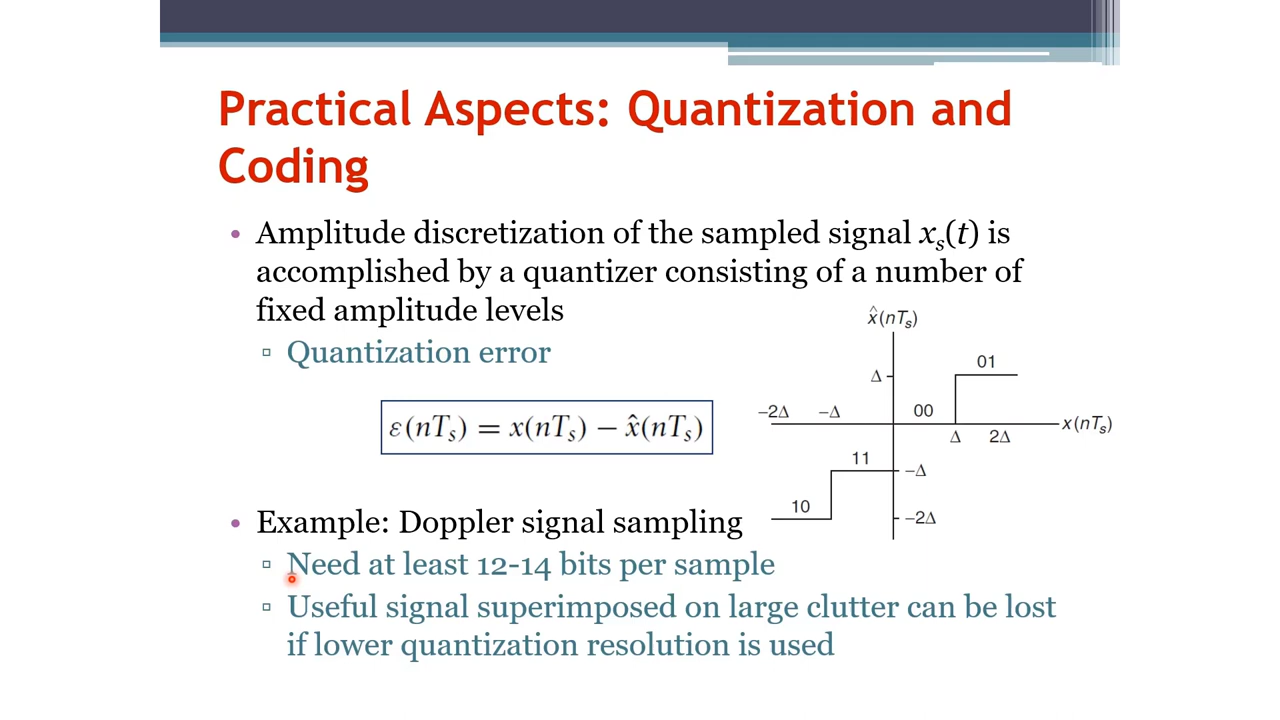 Practical Aspects: Quantization and
Coding
• Amplitude discretization of the sampled signal xₛ(t) is
accomplished by a quantizer consisting of a number of
fixed amplitude levels
▫ Quantization error
ε(nTₛ) = x(nTₛ) − x̂(nTₛ)
x̂(nTₛ)
Δ
01
−2Δ −Δ 00
x(nTₛ)
Δ 2Δ
11
−Δ
10
−2Δ
• Example: Doppler signal sampling
▫ Need at least 12-14 bits per sample
▫ Useful signal superimposed on large clutter can be lost
if lower quantization resolution is used